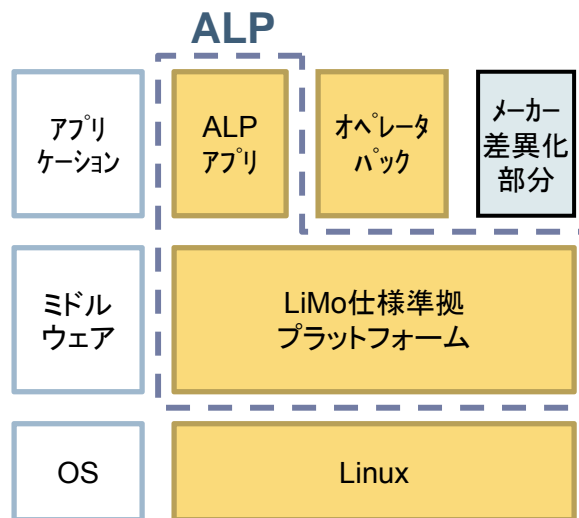 ALP
アプリ
ケーション
ALP
アプリ
オペレータ
パック
メーカー
差異化
部分
ミドル
ウェア
LiMo仕様準拠
プラットフォーム
OS
Linux